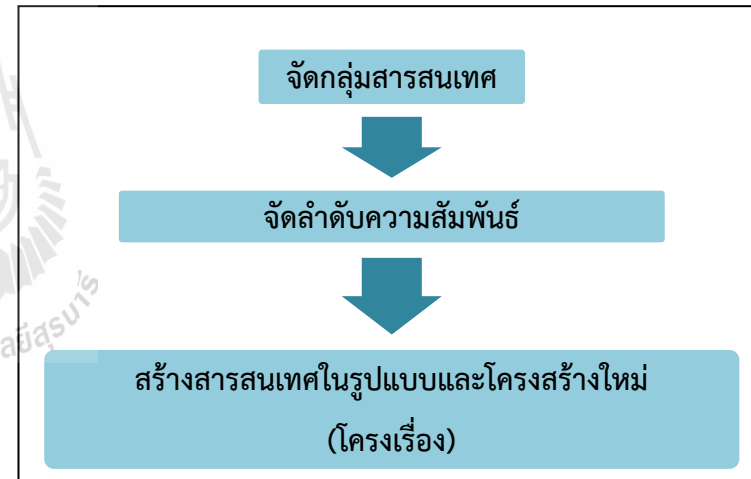 จัดกลุ่มสารสนเทศ
จัดลำดับความสัมพันธ์
สร้างสารสนเทศในรูปแบบและโครงสร้างใหม่
(โครงเรื่อง)